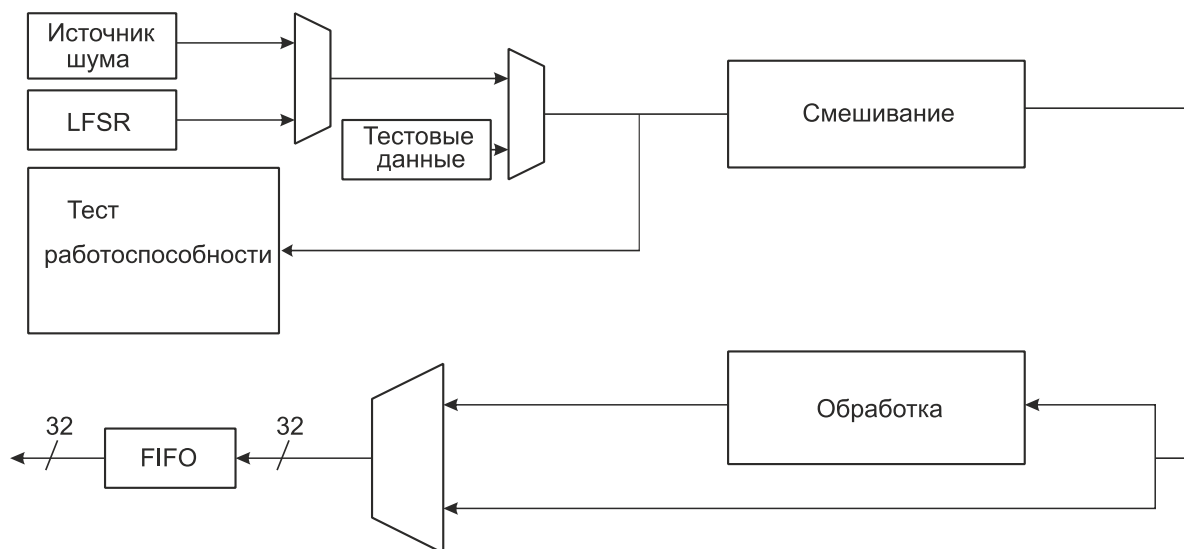 Источник
шума
LFSR
Тестовые
данные
Смешивание
Тест
работоспособности
Обработка
32
FIFO
32